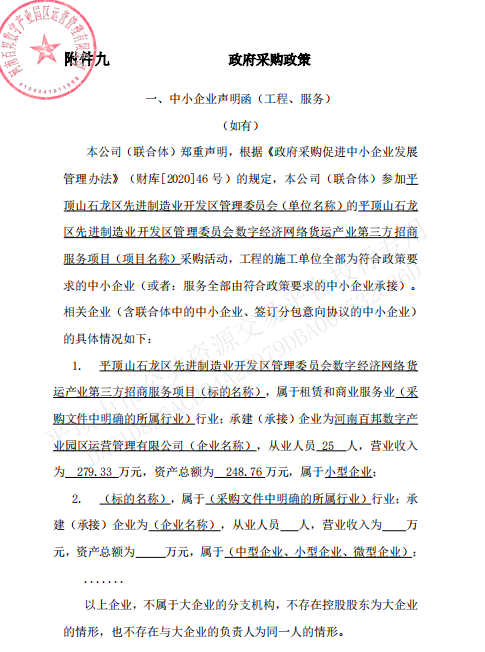 附件九 政府采购政策
一、中小企业声明函（工程、服务）
（如有）
本公司（联合体）郑重声明，根据《政府采购促进中小企业发展
管理办法》（财库[2020]46 号）的规定，本公司（联合体）参加平
顶山石龙区先进制造业开发区管理委员会（单位名称）的平顶山石龙
区先进制造业开发区管理委员会数字经济网络货运产业第三方招商
服务项目（项目名称）采购活动，工程的施工单位全部为符合政策要
求的中小企业（或者：服务全部由符合政策要求的中小企业承接）。
相关企业（含联合体中的中小企业、签订分包意向协议的中小企业）
的具体情况如下：
1. 平顶山石龙区先进制造业开发区管理委员会数字经济网络货
运产业第三方招商服务项目（标的名称），属于租赁和商业服务业（采
购文件中明确的所属行业）行业；承建（承接）企业为河南百邦数字产
业园区运营管理有限公司（企业名称），从业人员 25 人，营业收入
为 279.33 万元，资产总额为 248.76 万元，属于小型企业；
2. （标的名称），属于（采购文件中明确的所属行业）行业；承
建（承接）企业为（企业名称），从业人员___人，营业收入为____万
元，资产总额为_____万元，属于（中型企业、小型企业、微型企业）；
.......
以上企业，不属于大企业的分支机构，不存在控股股东为大企业
的情形，也不存在与大企业的负责人为同一人的情形。
河南百邦数字产业园区运营管理有限公司